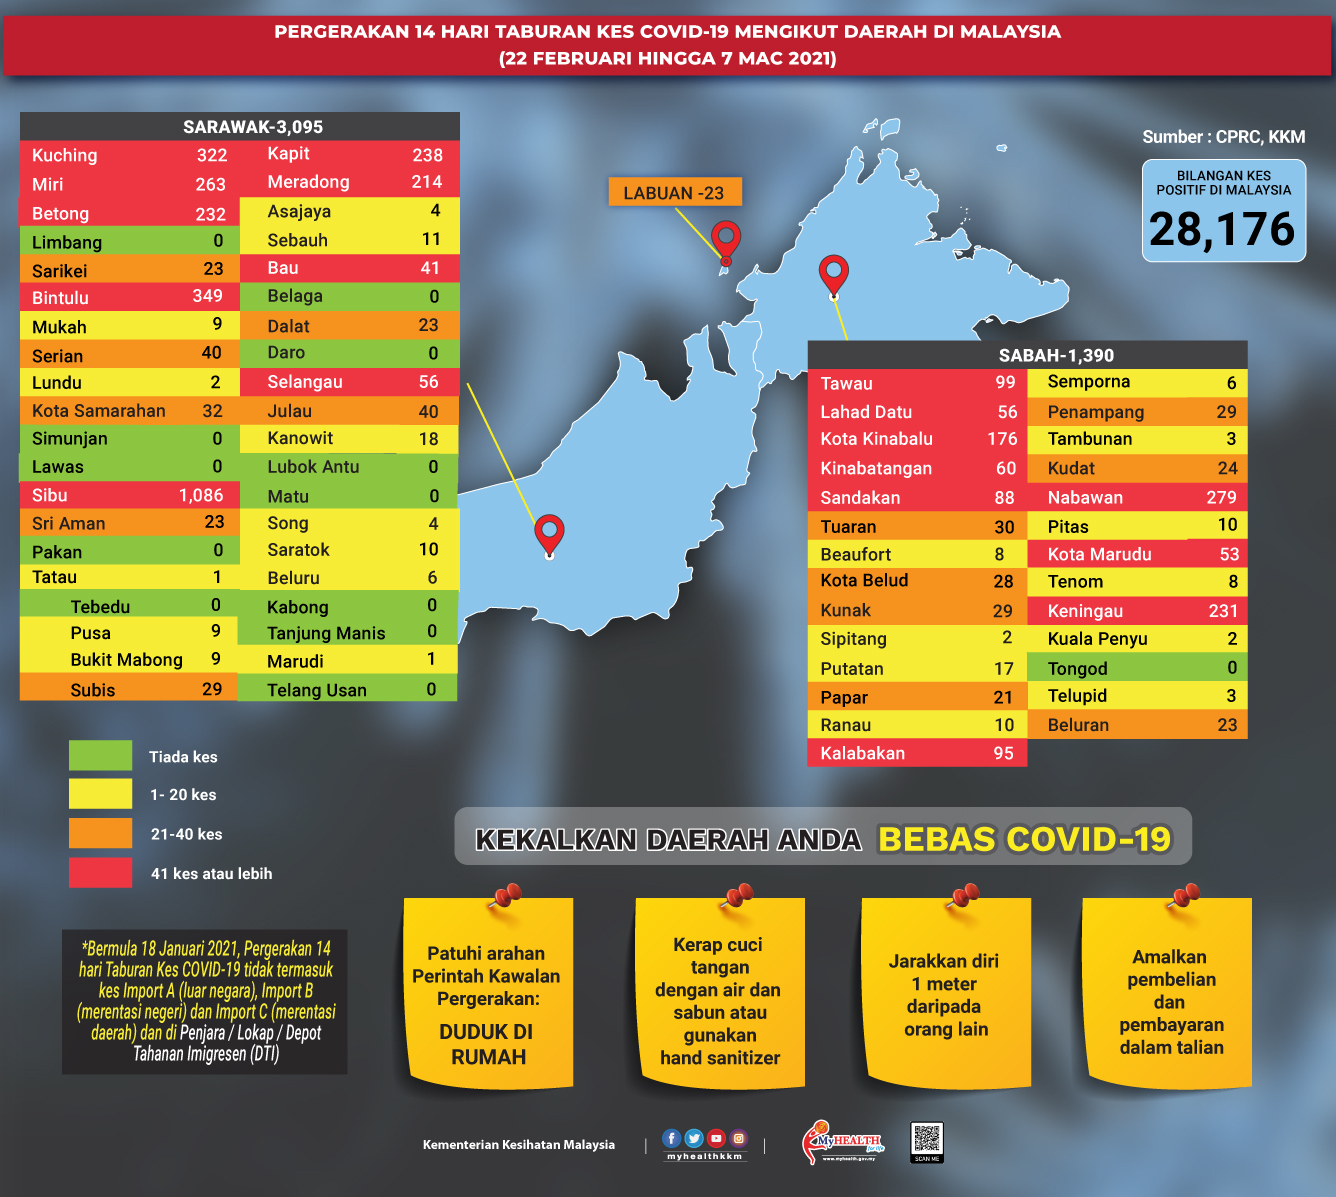 PERGERAKAN 14 HARI TABURAN KES COVID-19 MENGIKUT DAERAH DI MALAYSIA
(22 FEBRUARI HINGGA 7 MAC 2021)
SARAWAK-3,095
Kuching 322 Kapit 238
Miri 263 Meradong 214
Betong 232 Asajaya 4
Limbang 0 Sebauh 11
Sarikei 23 Bau 41
Bintulu 349 Belaga 0
Mukah 9 Dalat 23
Serian 40 Daro 0
Lundu 2 Selangau 56
Kota Samarahan 32 Julau 40
Simunjan 0 Kanowit 18
Lawas 0 Lubok Antu 0
Sibu 1,086 Matu 0
Sri Aman 23 Song 4
Pakan 0 Saratok 10
Tatau 1 Beluru 6
Tebedu 0 Kabong 0
Pusa 9 Tanjung Manis 0
Bukit Mabong 9 Marudi 1
Subis 29 Telang Usan 0
LABUAN -23
Sumber : CPRC, KKM
BILANGAN KES
POSITIF DI MALAYSIA
28,176
SABAH-1,390
Tawau 99 Semporna 6
Lahad Datu 56 Penampang 29
Kota Kinabalu 176 Tambunan 3
Kinabatangan 60 Kudat 24
Sandakan 88 Nabawan 279
Tuaran 30 Pitas 10
Beaufort 8 Kota Marudu 53
Kota Belud 28 Tenom 8
Kunak 29 Keningau 231
Sipitang 2 Kuala Penyu 2
Putatan 17 Tongod 0
Papar 21 Telupid 3
Ranau 10 Beluran 23
Kalabakan 95
Tiada kes
1- 20 kes
21-40 kes
41 kes atau lebih
*Bermula 18 Januari 2021, Pergerakan 14
hari Taburan Kes COVID-19 tidak termasuk
kes Import A (luar negara), Import B
(merentasi negeri) dan Import C (merentasi
daerah) dan di Penjara / Lokap / Depot
Tahanan Imigresen (DTI)
KEKALKAN DAERAH ANDA BEBAS COVID-19
Patuhi arahan
Perintah Kawalan
Pergerakan:
DUDUK DI
RUMAH
Kerap cuci
tangan
dengan air dan
sabun atau
gunakan
hand sanitizer
Jarakkan diri
1 meter
daripada
orang lain
Amalkan
pembelian
dan
pembayaran
dalam talian
Kementerian Kesihatan Malaysia
myhealthkkm
MyHEALTH
for life
www.myhealth.gov.my
SCAN ME